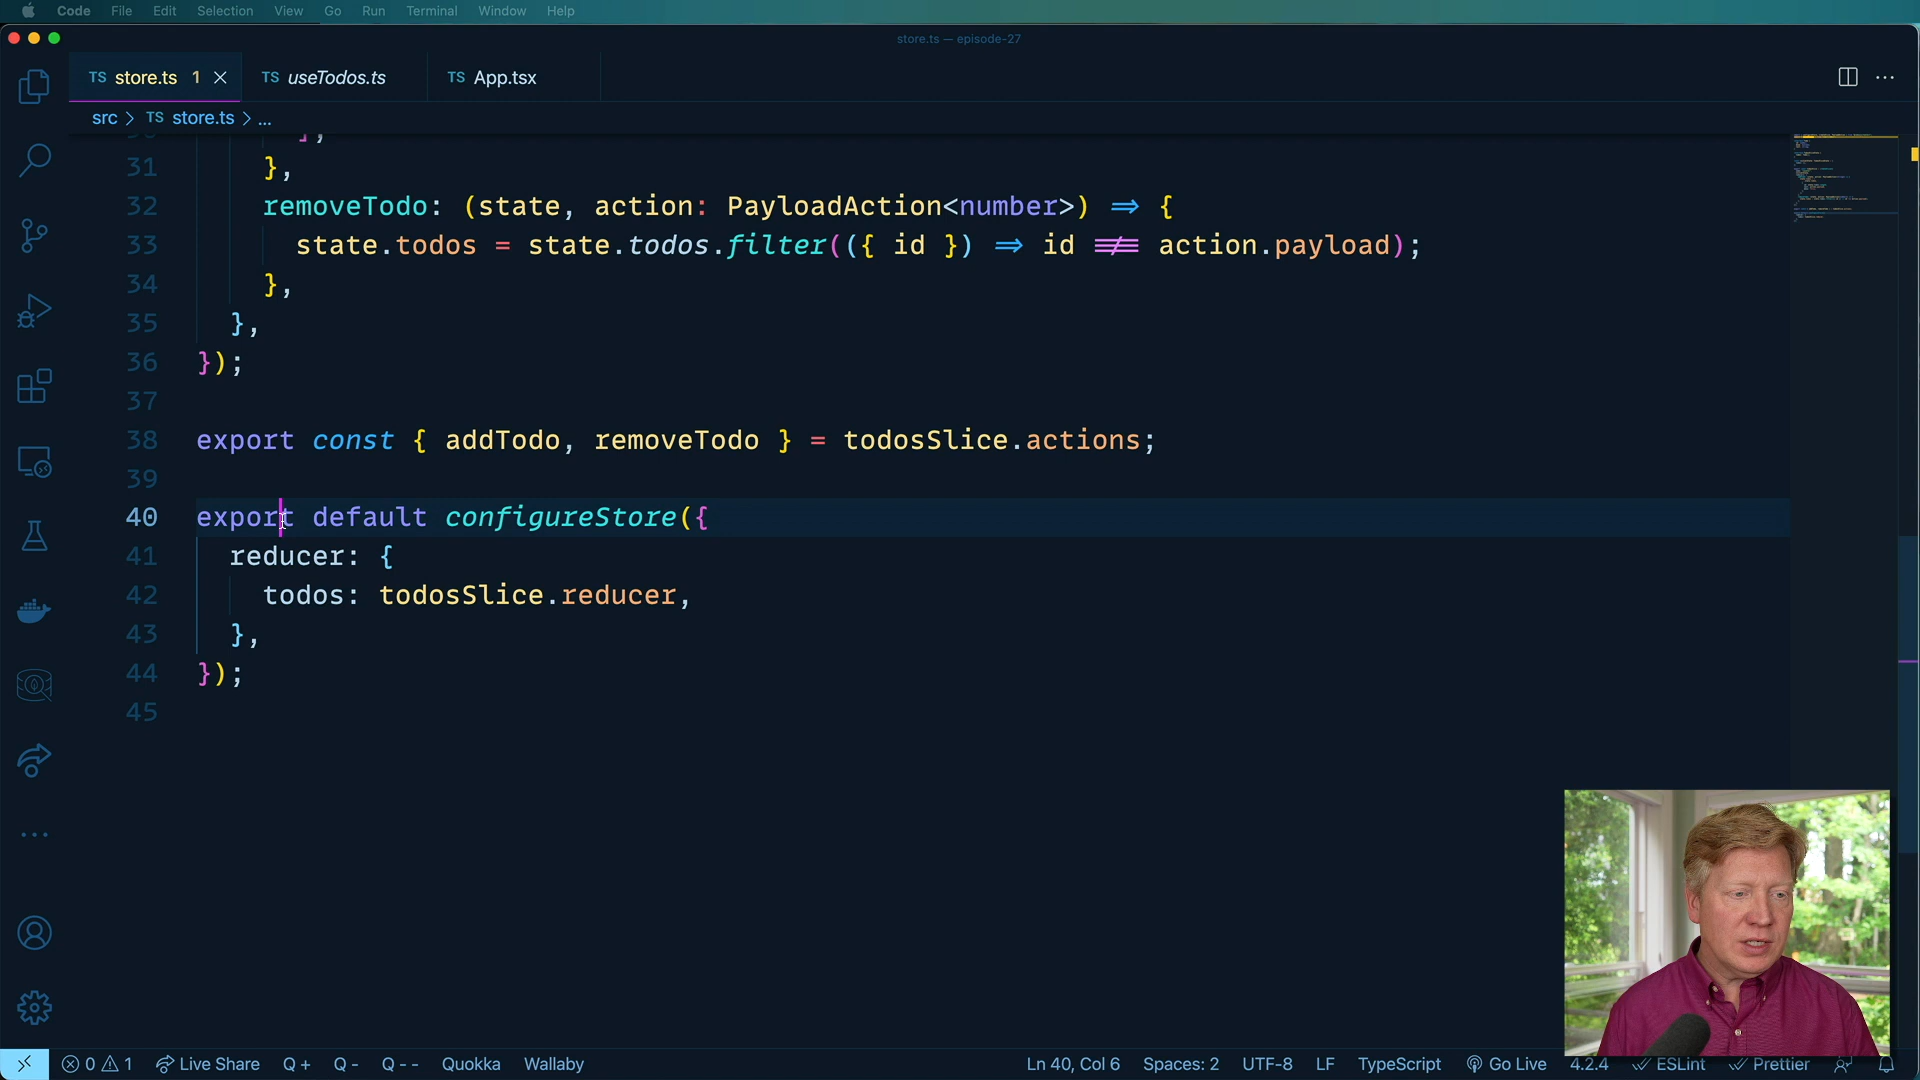 Code File Edit Selection View Go Run Terminal Window Help
store.ts — episode-27
TS store.ts 1 TS useTodos.ts TS App.tsx
src > TS store.ts > ...
30 ],
31 },
32 removeTodo: (state, action: PayloadAction<number>) => {
33 state.todos = state.todos.filter(({ id }) => id !== action.payload);
34 },
35 },
36 });
37
38 export const { addTodo, removeTodo } = todosSlice.actions;
39
40 export default configureStore({
41 reducer: {
42 todos: todosSlice.reducer,
43 },
44 });
45
0 1 Live Share Q + Q - Q - - Quokka Wallaby Ln 40, Col 6 Spaces: 2 UTF-8 LF TypeScript Go Live 4.2.4 ESLint Prettier